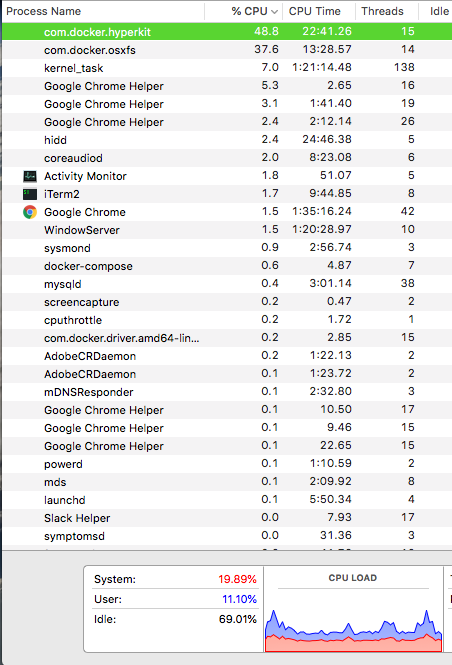 Process Name % CPU CPU Time Threads Idle
com.docker.hyperkit 48.8 22:41.26 15
com.docker.osxfs 37.6 13:28.57 14
kernel_task 7.0 1:21:14.48 138
Google Chrome Helper 5.3 2.65 16
Google Chrome Helper 3.1 1:41.40 19
Google Chrome Helper 2.4 2:12.14 26
hidd 2.4 24:46.38 5
coreaudiod 2.0 8:23.08 6
Activity Monitor 1.8 51.07 5
iTerm2 1.7 9:44.85 8
Google Chrome 1.5 1:35:16.24 42
WindowServer 1.5 1:20:28.97 10
sysmond 0.9 2:56.74 3
docker-compose 0.6 4.87 7
mysqld 0.4 3:01.14 38
screencapture 0.2 0.47 2
cputhrottle 0.2 1.72 1
com.docker.driver.amd64-lin... 0.2 2.85 15
AdobeCRDaemon 0.2 1:22.13 2
AdobeCRDaemon 0.1 1:23.72 2
mDNSResponder 0.1 2:32.80 3
Google Chrome Helper 0.1 10.50 17
Google Chrome Helper 0.1 9.46 15
Google Chrome Helper 0.1 22.65 15
powerd 0.1 1:10.59 2
mds 0.1 2:09.92 8
launchd 0.1 5:50.34 4
Slack Helper 0.0 7.93 17
symptomsd 0.0 31.36 3
System: 19.89%
User: 11.10%
Idle: 69.01%
CPU LOAD